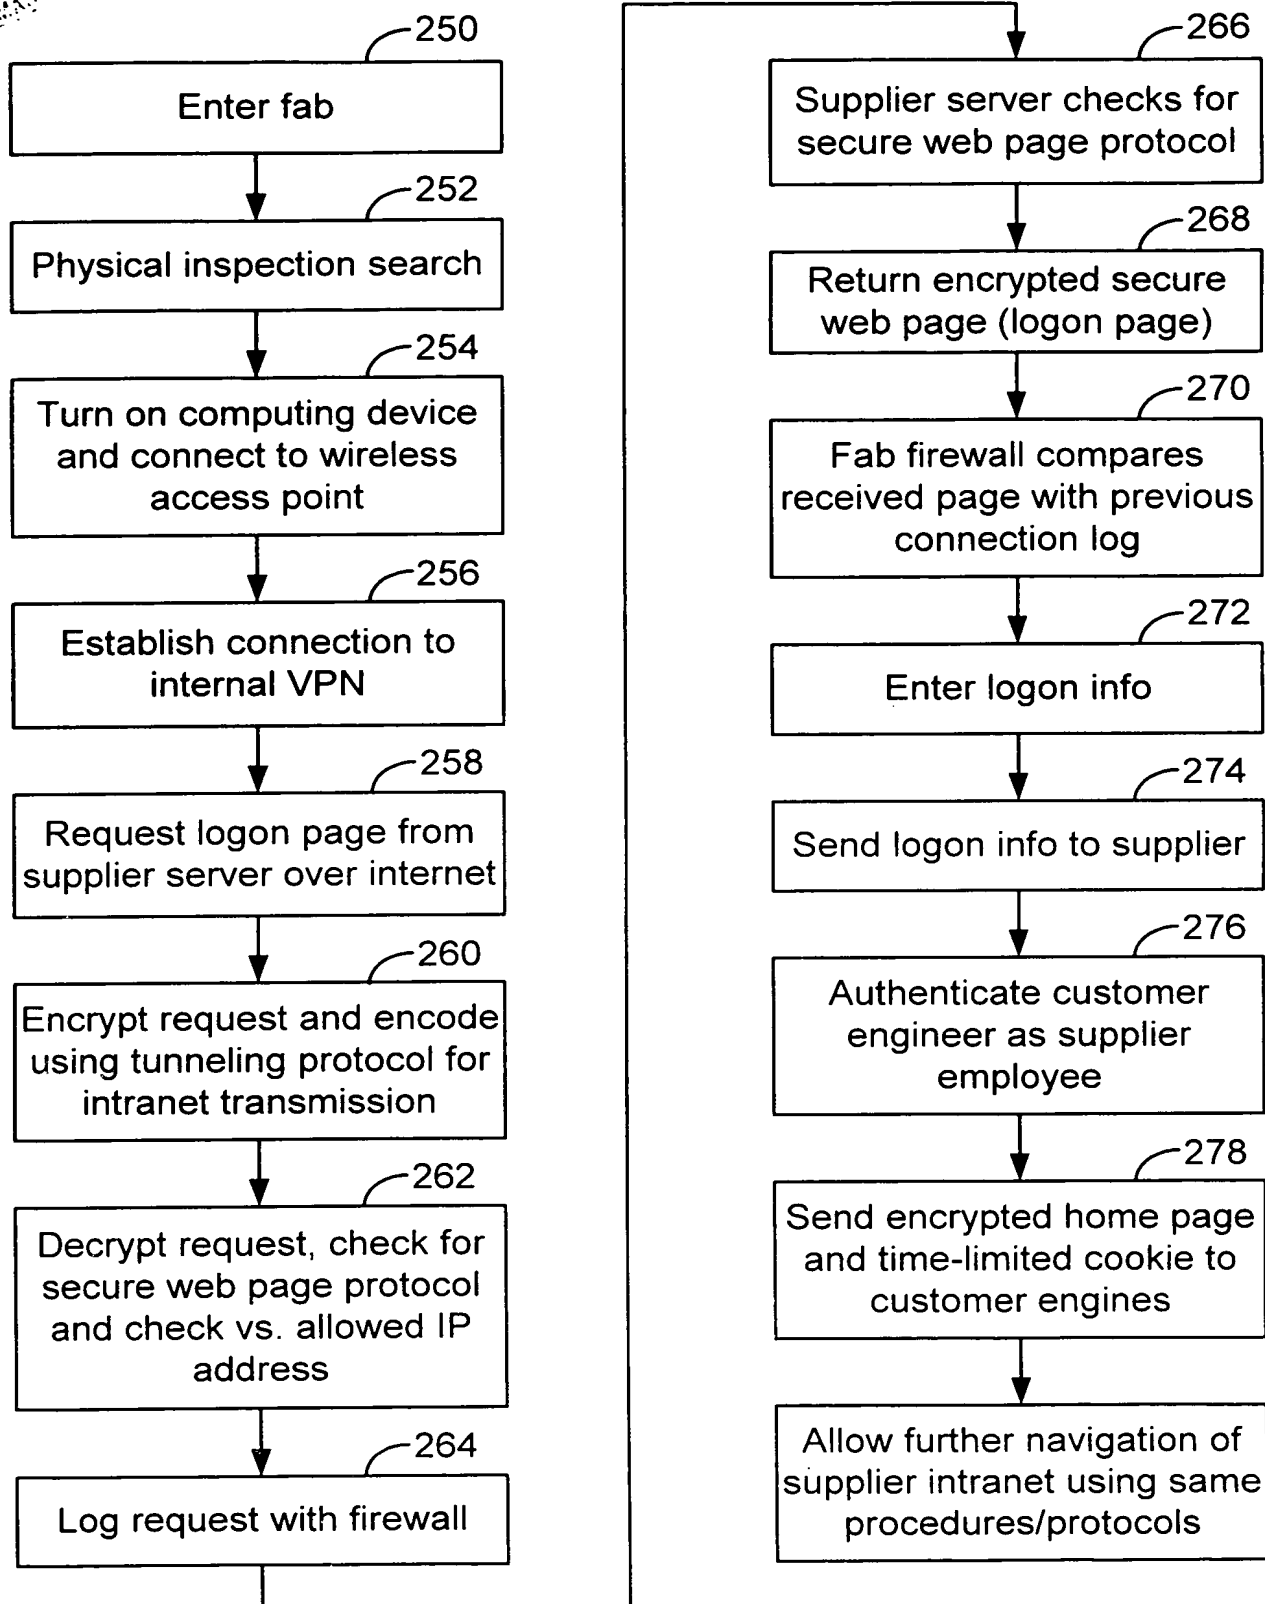 250
Enter fab
252
Physical inspection search
254
Turn on computing device
and connect to wireless
access point
256
Establish connection to
internal VPN
258
Request logon page from
supplier server over internet
260
Encrypt request and encode
using tunneling protocol for
intranet transmission
262
Decrypt request, check for
secure web page protocol
and check vs. allowed IP
address
264
Log request with firewall
266
Supplier server checks for
secure web page protocol
268
Return encrypted secure
web page (logon page)
270
Fab firewall compares
received page with previous
connection log
272
Enter logon info
274
Send logon info to supplier
276
Authenticate customer
engineer as supplier
employee
278
Send encrypted home page
and time-limited cookie to
customer engines
Allow further navigation of
supplier intranet using same
procedures/protocols